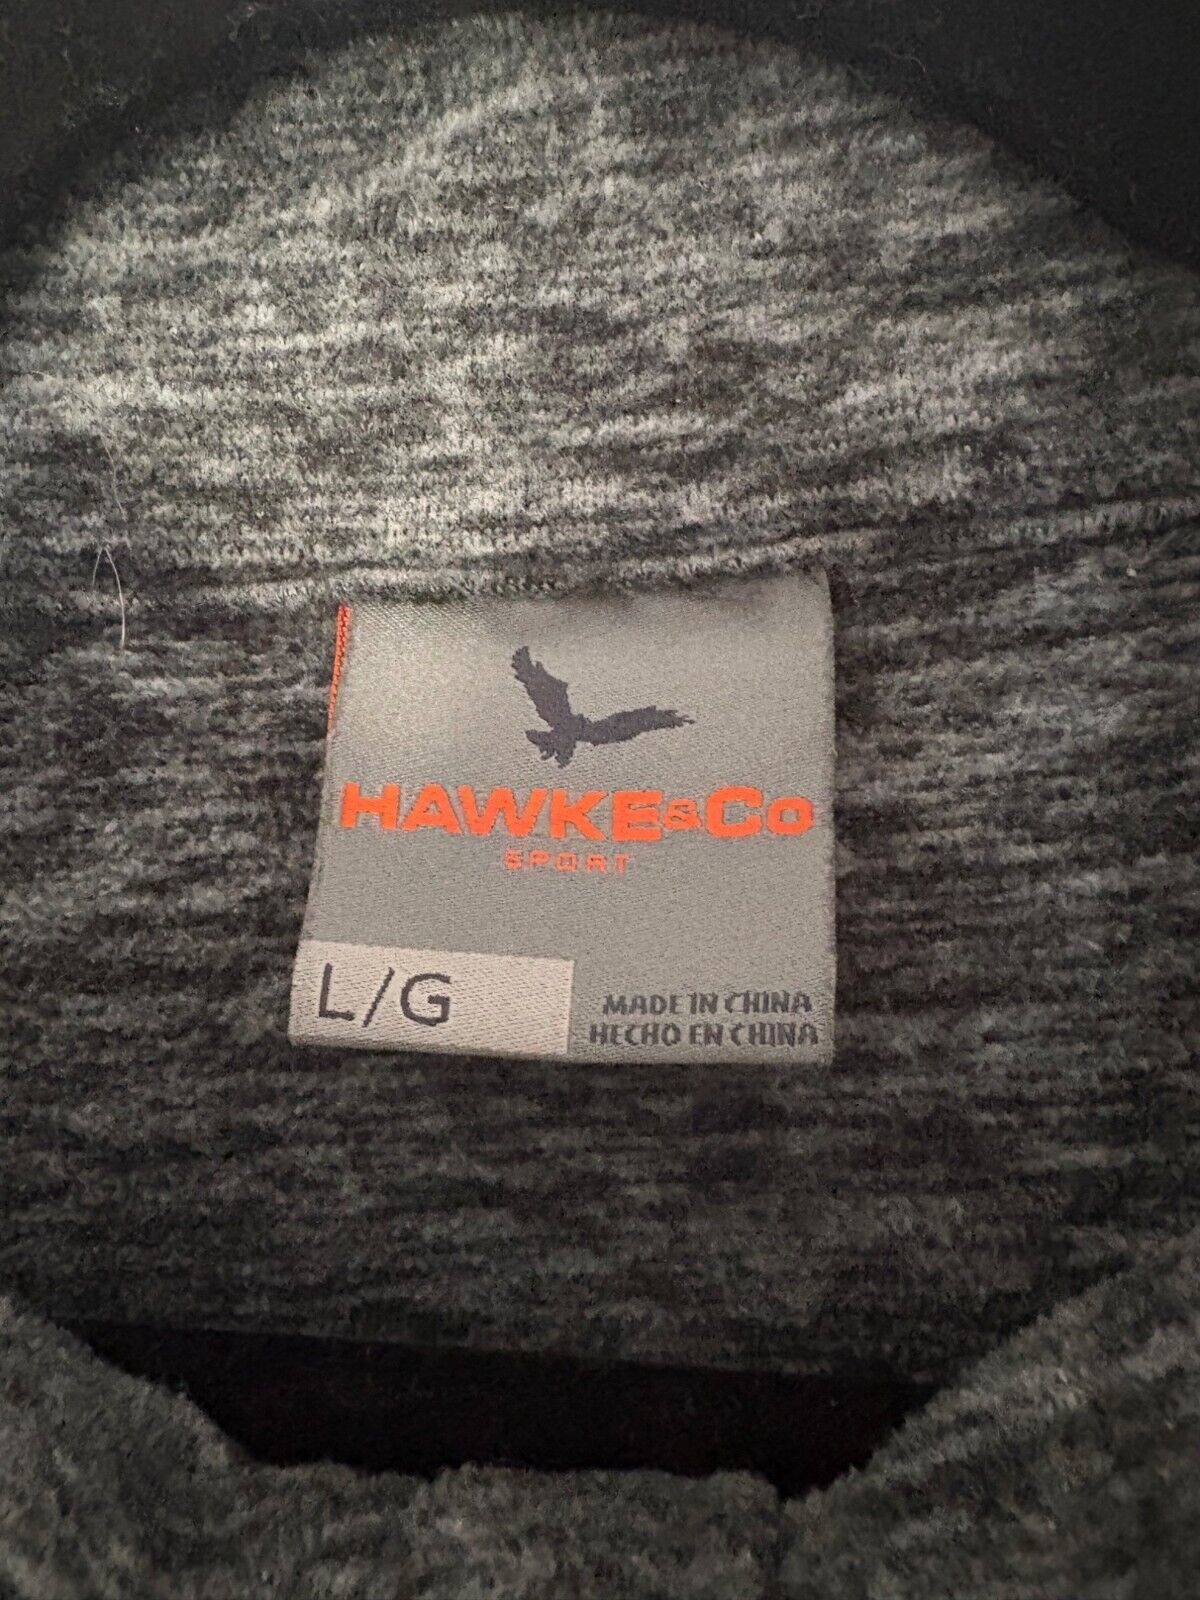 HAWKE&Co
SPORT
L/G
MADE IN CHINA
HECHO EN CHINA